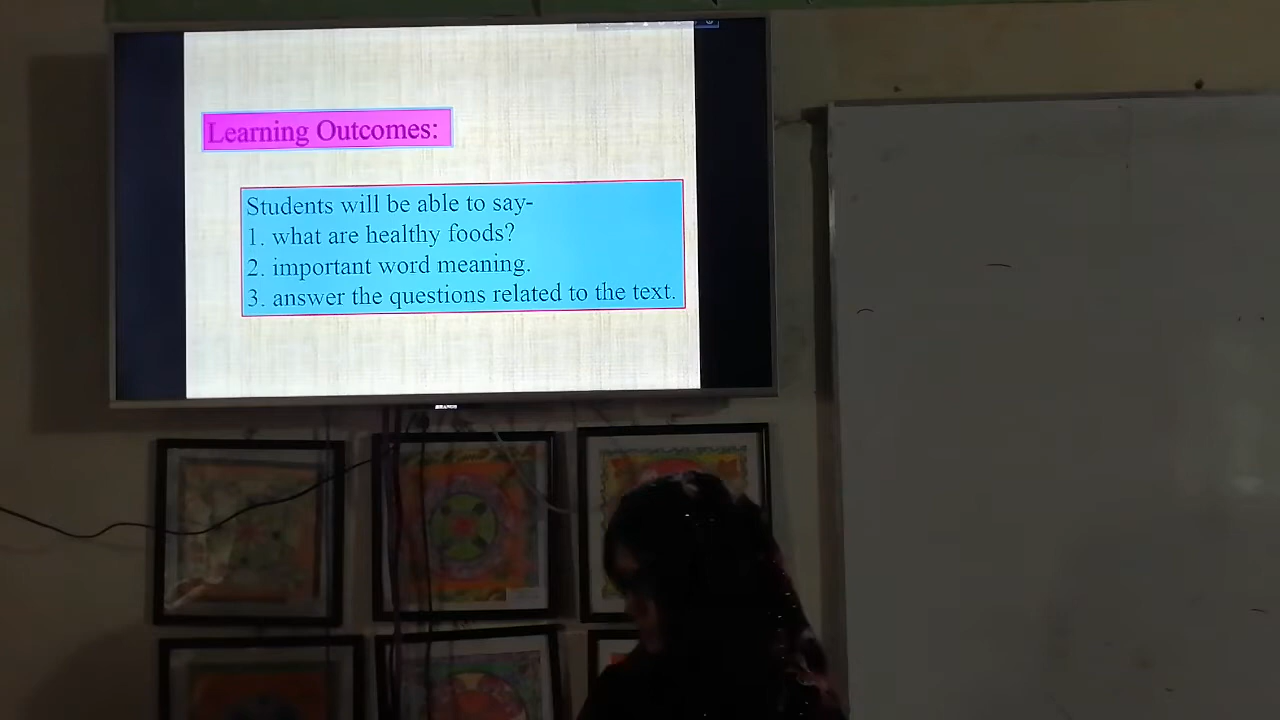 Learning Outcomes:
Students will be able to say-
1. what are healthy foods?
2. important word meaning.
3. answer the questions related to the text.